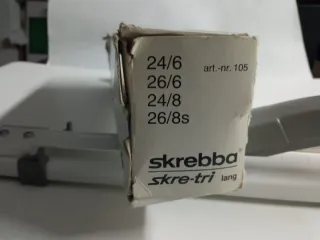 24/6 art.-nr. 105
26/6
24/8
26/8s
skrebba®
skre-tri lang